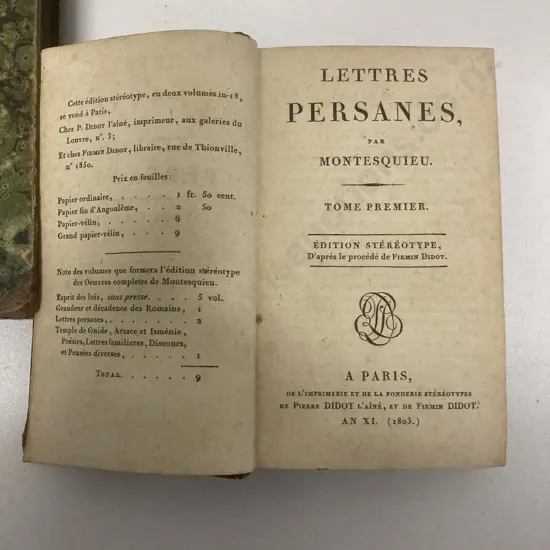 Cette édition stéréotype, en deux volumes in-18,
se vend à Paris,
Chez P. DIDOT l'aîné, imprimeur, aux galeries du
Louvre, n°. 3;
Et chez FIRMIN DIDOT, libraire, rue de Thionville,
n° 1850.
Prix en feuilles:
Papier ordinaire, . . . . . 1 fr. 50 cent.
Papier fin d'Angoulême, . . . 2 50
Papier-vélin, . . . . . . 6
Grand papier-vélin, . . . . 9
Note des volumes que formera l'édition stéréotype
des Oeuvres complètes de Montesquieu.
Esprit des lois, sous presse. . . . . 5 vol.
Grandeur et décadence des Romains, . 1
Lettres persanes, . . . . . . . 2
Temple de Gnide, Arsace et Isménie,
Poésies, Lettres familieres, Discours,
et Pensées diverses, . . . . . . 1
TOTAL. . . . . . . 9
LETTRES
PERSANES,
PAR
MONTESQUIEU.
TOME PREMIER.
ÉDITION STÉRÉOTYPE,
D'après le procédé de FIRMIN DIDOT.
A PARIS,
DE L'IMPRIMERIE ET DE LA FONDERIE STÉRÉOTYPES
DE PIERRE DIDOT L'AÎNÉ, ET DE FIRMIN DIDOT.
AN XI. (1803.)